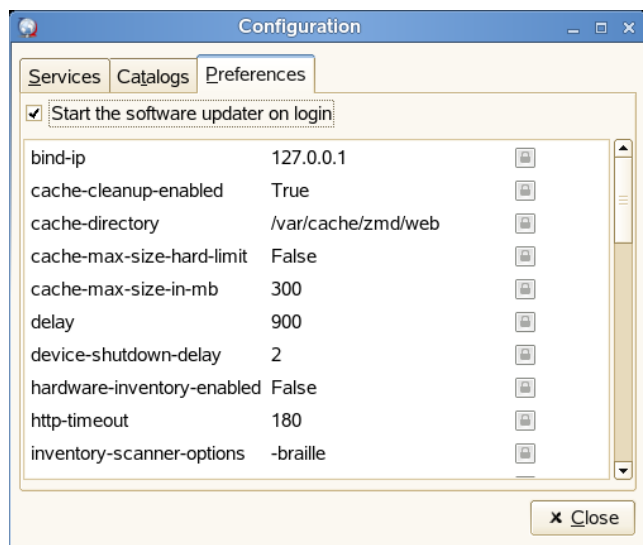 Configuration
Services Catalogs Preferences
Start the software updater on login
bind-ip 127.0.0.1
cache-cleanup-enabled True
cache-directory /var/cache/zmd/web
cache-max-size-hard-limit False
cache-max-size-in-mb 300
delay 900
device-shutdown-delay 2
hardware-inventory-enabled False
http-timeout 180
inventory-scanner-options -braille
Close